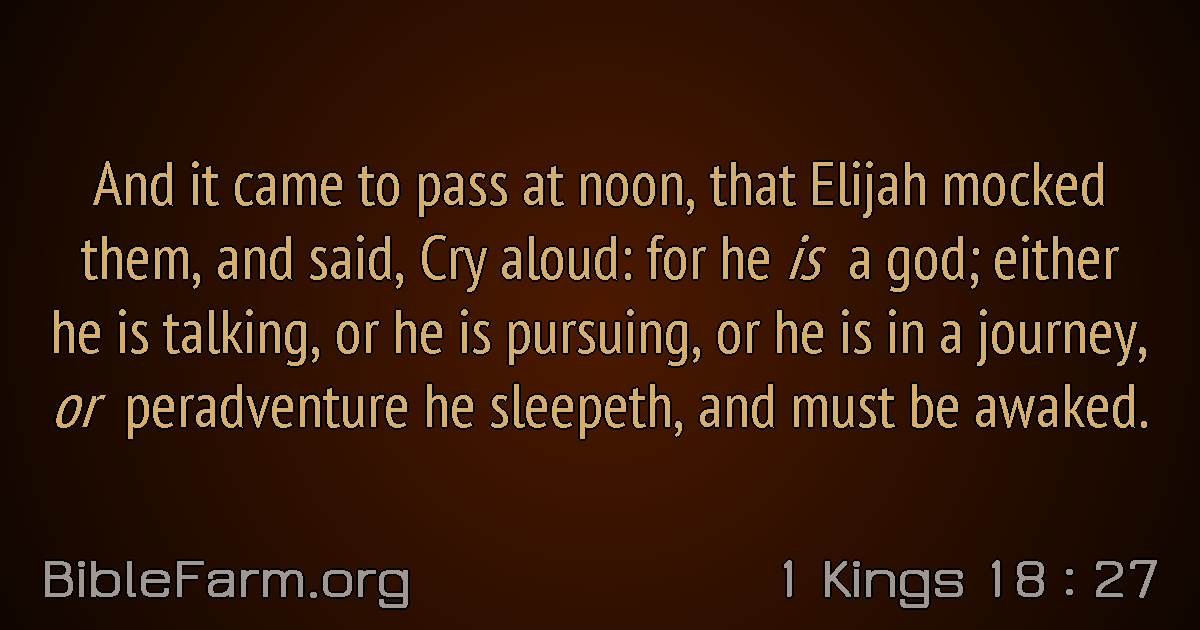 And it came to pass at noon, that Elijah mocked
them, and said, Cry aloud: for he is a god; either
he is talking, or he is pursuing, or he is in a journey,
or peradventure he sleepeth, and must be awaked.
BibleFarm.org
1 Kings 18 : 27